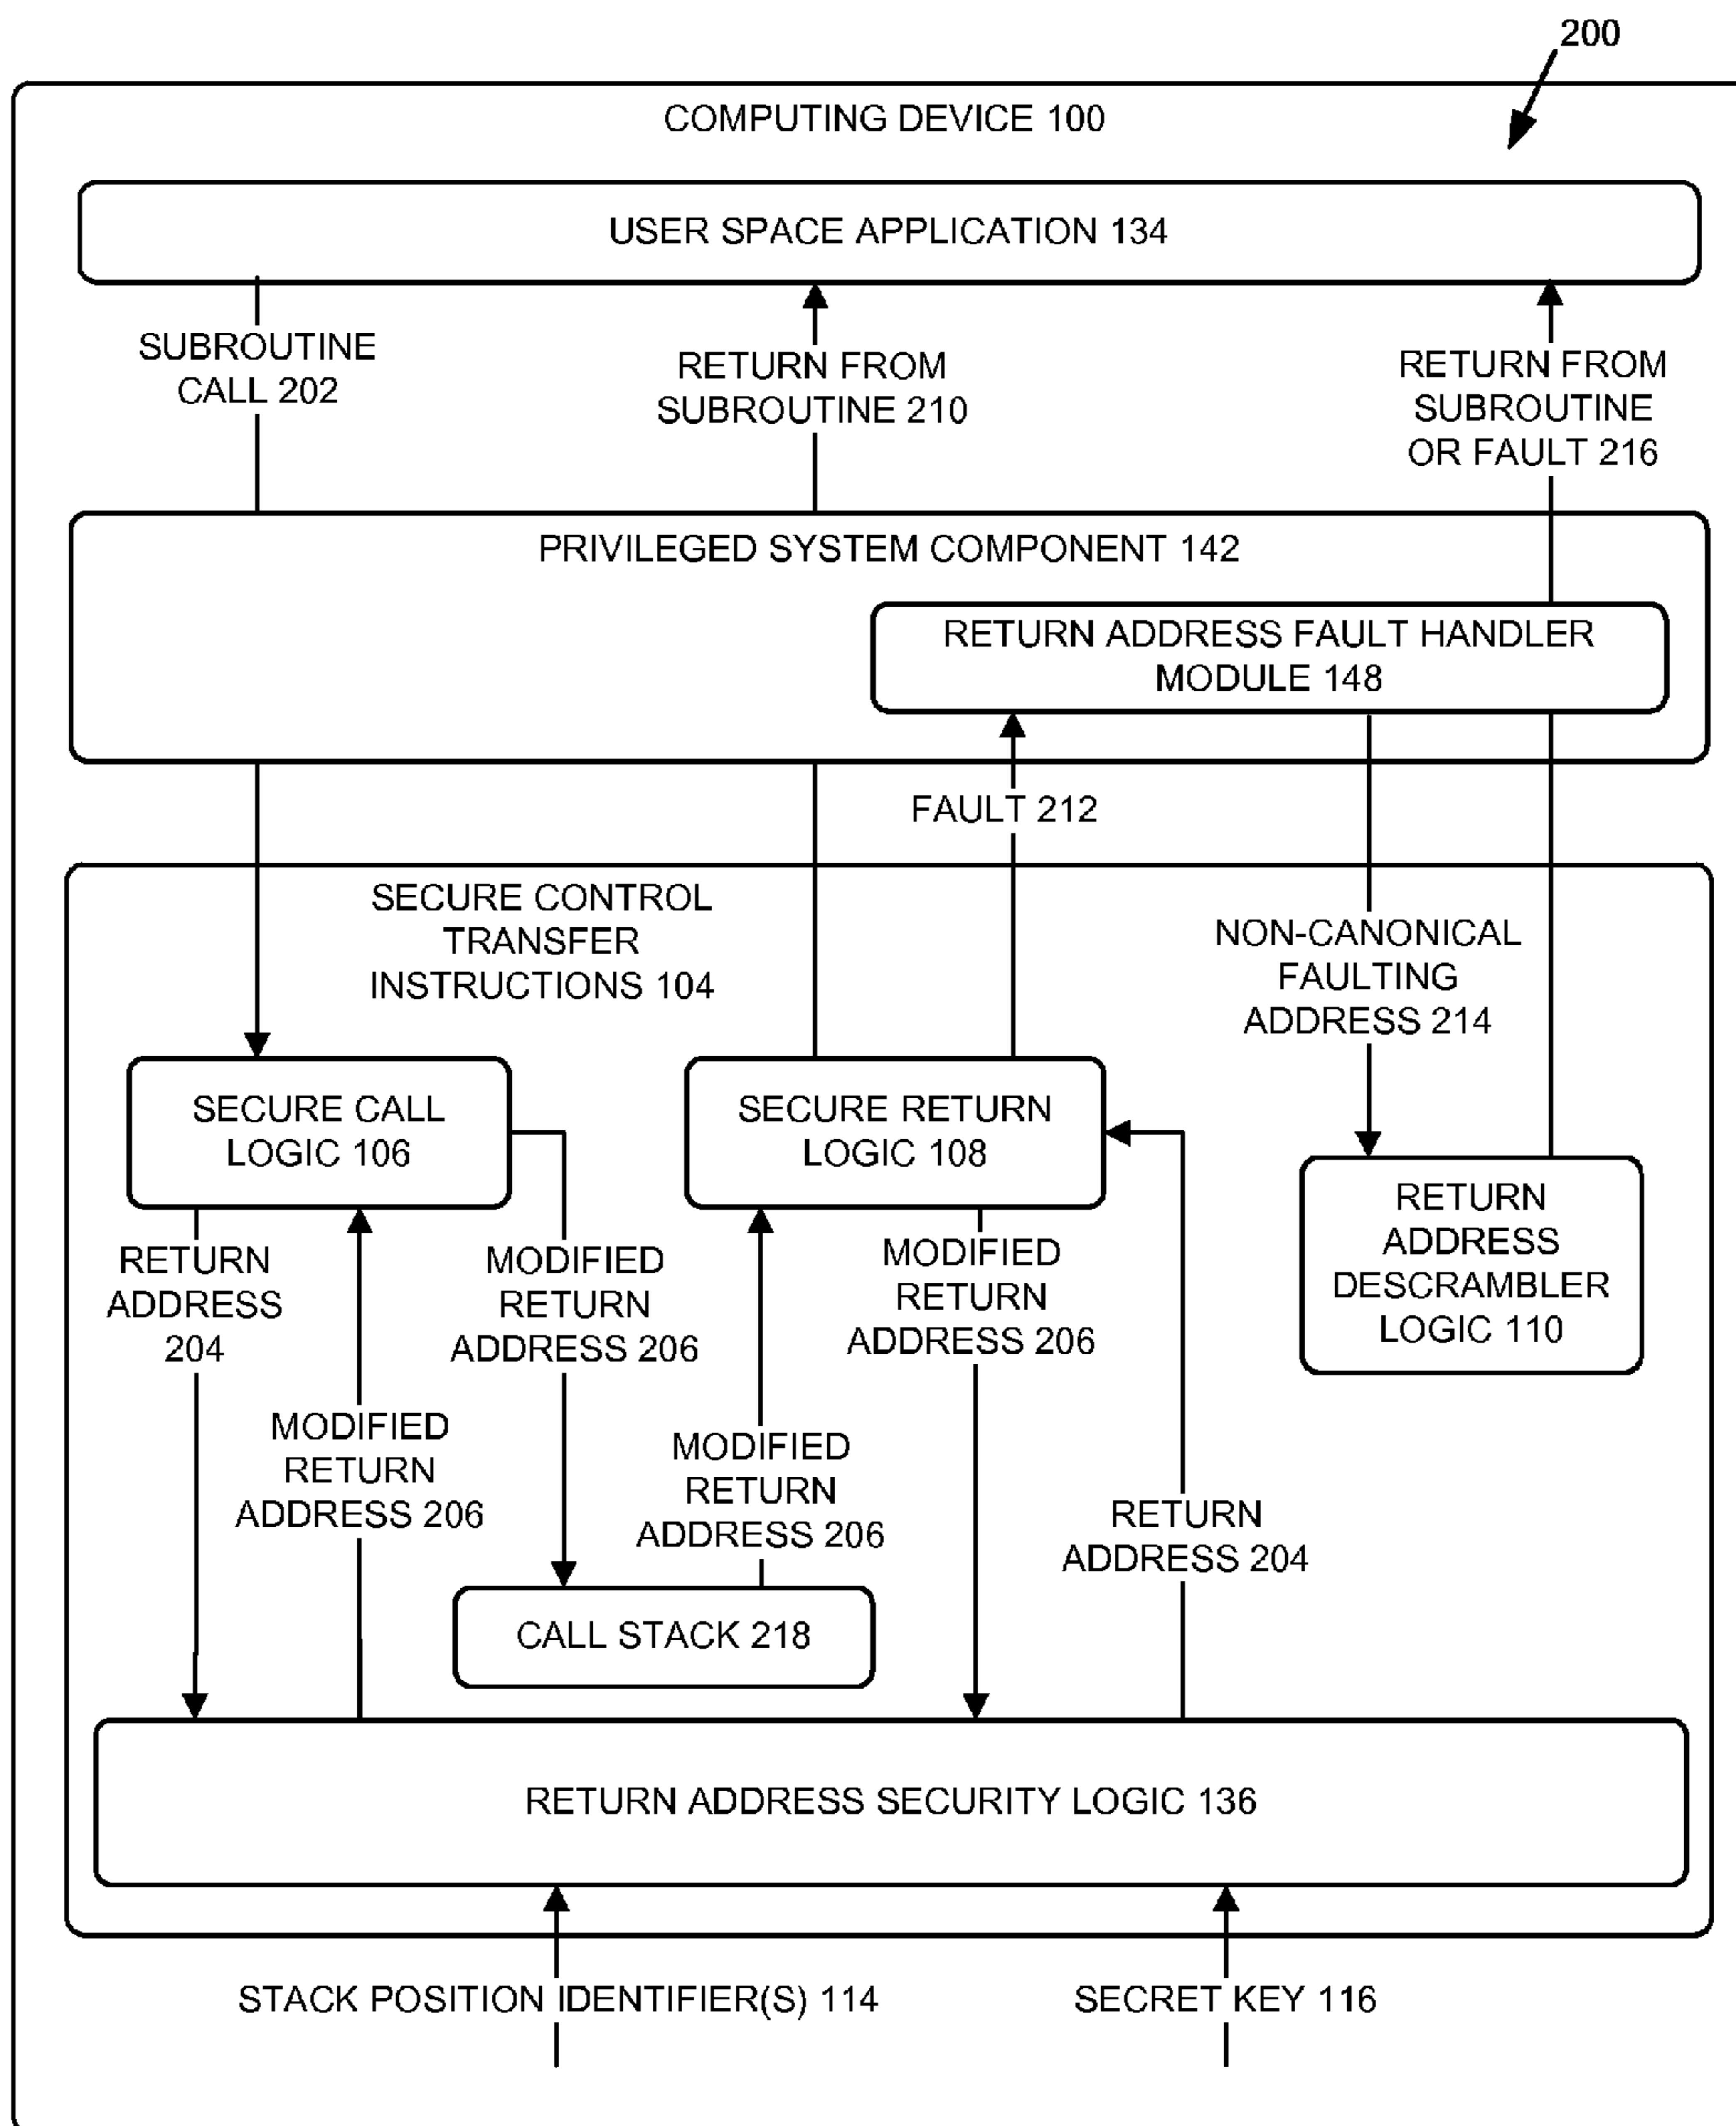 200
COMPUTING DEVICE 100
USER SPACE APPLICATION 134
SUBROUTINE
CALL 202
RETURN FROM
SUBROUTINE 210
RETURN FROM
SUBROUTINE
OR FAULT 216
PRIVILEGED SYSTEM COMPONENT 142
RETURN ADDRESS FAULT HANDLER
MODULE 148
FAULT 212
SECURE CONTROL
TRANSFER
INSTRUCTIONS 104
NON-CANONICAL
FAULTING
ADDRESS 214
SECURE CALL
LOGIC 106
SECURE RETURN
LOGIC 108
RETURN
ADDRESS
DESCRAMBLER
LOGIC 110
RETURN
ADDRESS
204
MODIFIED
RETURN
ADDRESS 206
MODIFIED
RETURN
ADDRESS 206
MODIFIED
RETURN
ADDRESS 206
MODIFIED
RETURN
ADDRESS 206
RETURN
ADDRESS 204
CALL STACK 218
RETURN ADDRESS SECURITY LOGIC 136
STACK POSITION IDENTIFIER(S) 114
SECRET KEY 116